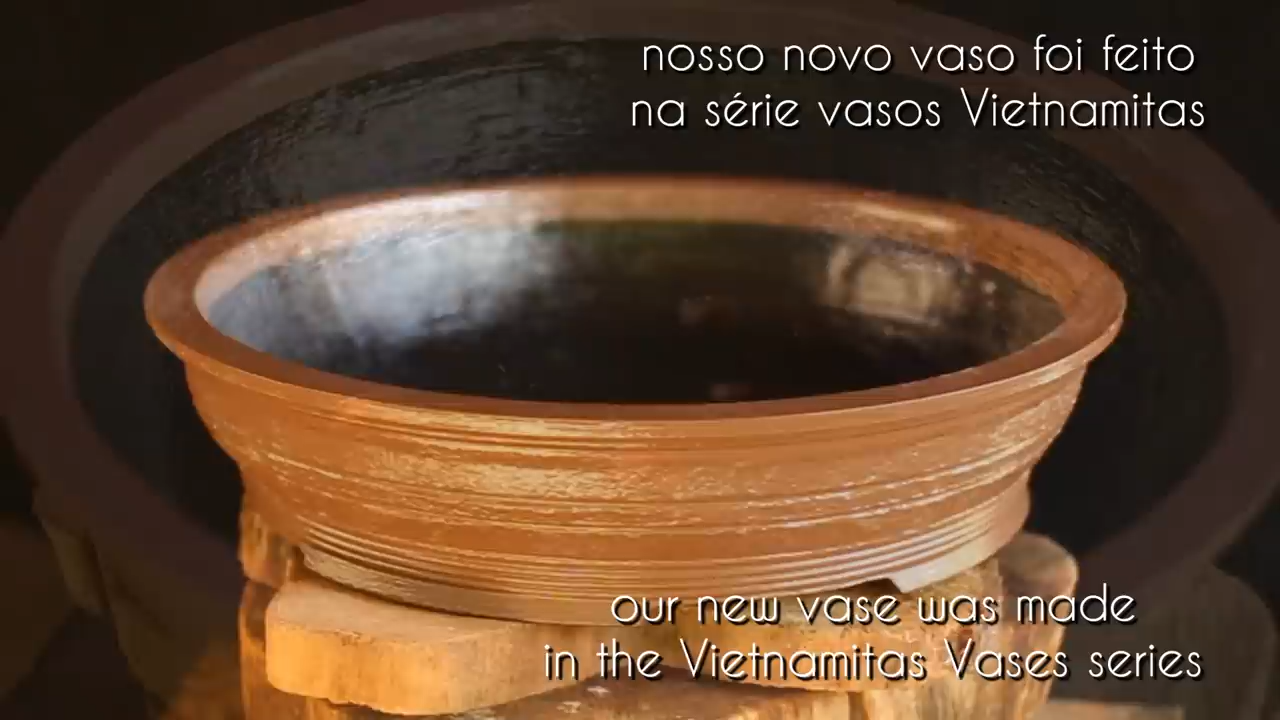 nosso novo vaso foi feito
na série vasos Vietnamitas
our new vase was made
in the Vietnamitas Vases series